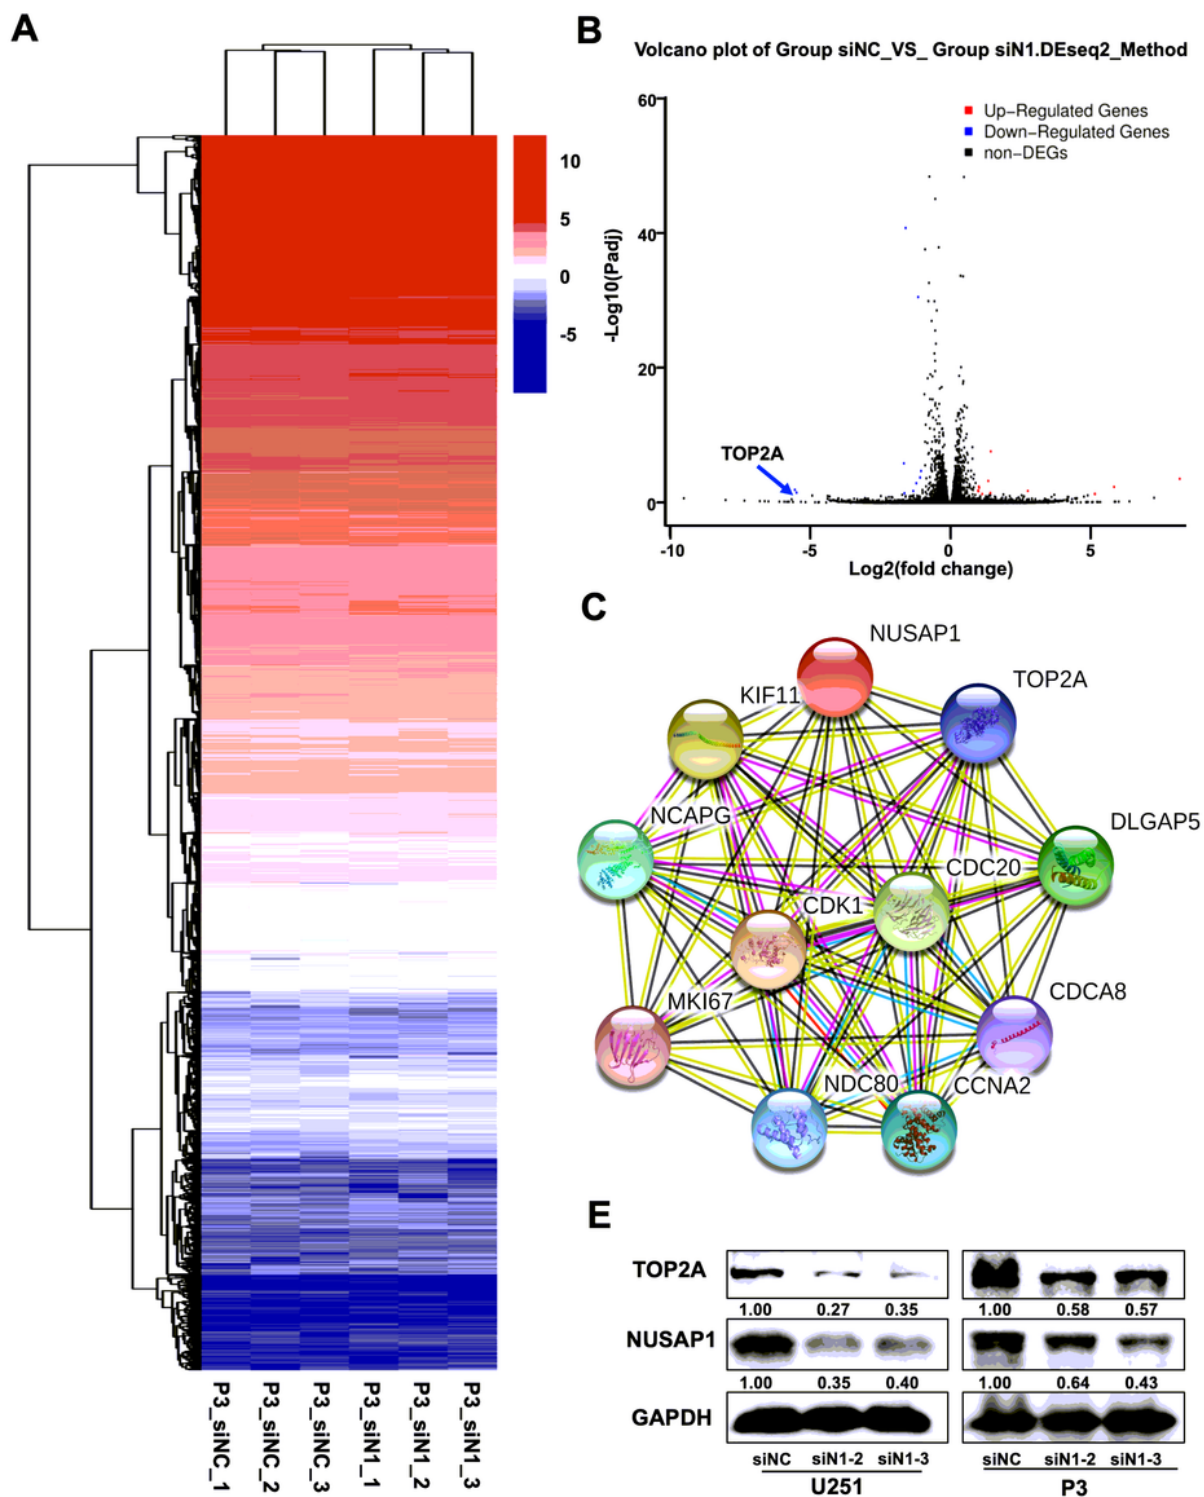 A
10
5
0
-5
P3_siNC_1
P3_siNC_2
P3_siNC_3
P3_siN1_1
P3_siN1_2
P3_siN1_3
B
Volcano plot of Group siNC_VS_ Group siN1.DEseq2_Method
60
40
20
0
-Log10(Padj)
Up-Regulated Genes
Down-Regulated Genes
non-DEGs
TOP2A
-10 -5 0 5
Log2(fold change)
C
NUSAP1
TOP2A
KIF11
DLGAP5
NCAPG
CDC20
CDK1
CDCA8
MKI67
NDC80
CCNA2
E
TOP2A
1.00 0.27 0.35 1.00 0.58 0.57
NUSAP1
1.00 0.35 0.40 1.00 0.64 0.43
GAPDH
siNC siN1-2 siN1-3 siNC siN1-2 siN1-3
U251 P3